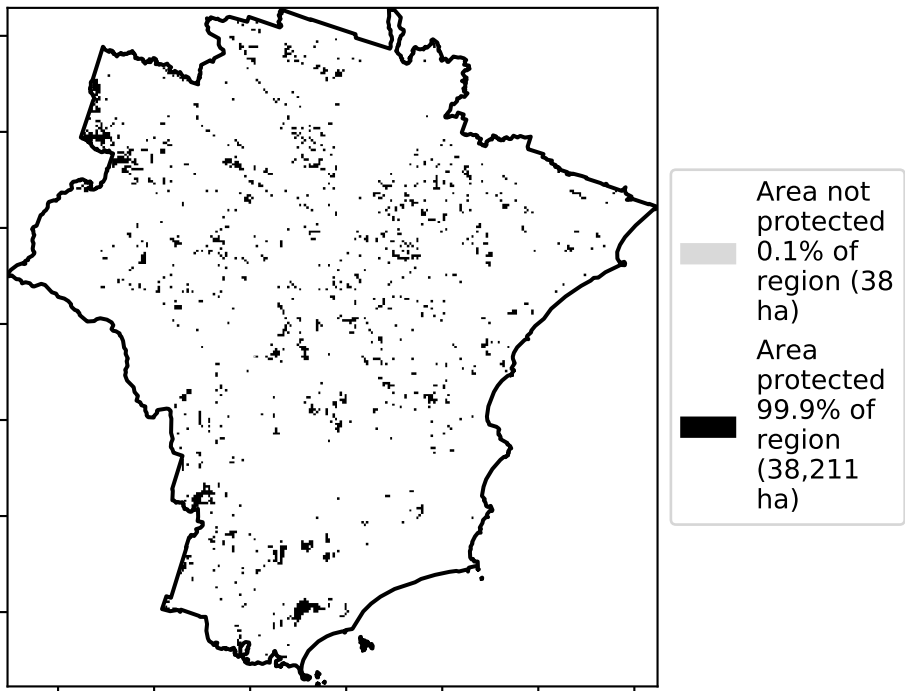 Area not
protected
0.1% of
region (38
ha)
Area
protected
99.9% of
region
(38,211
ha)